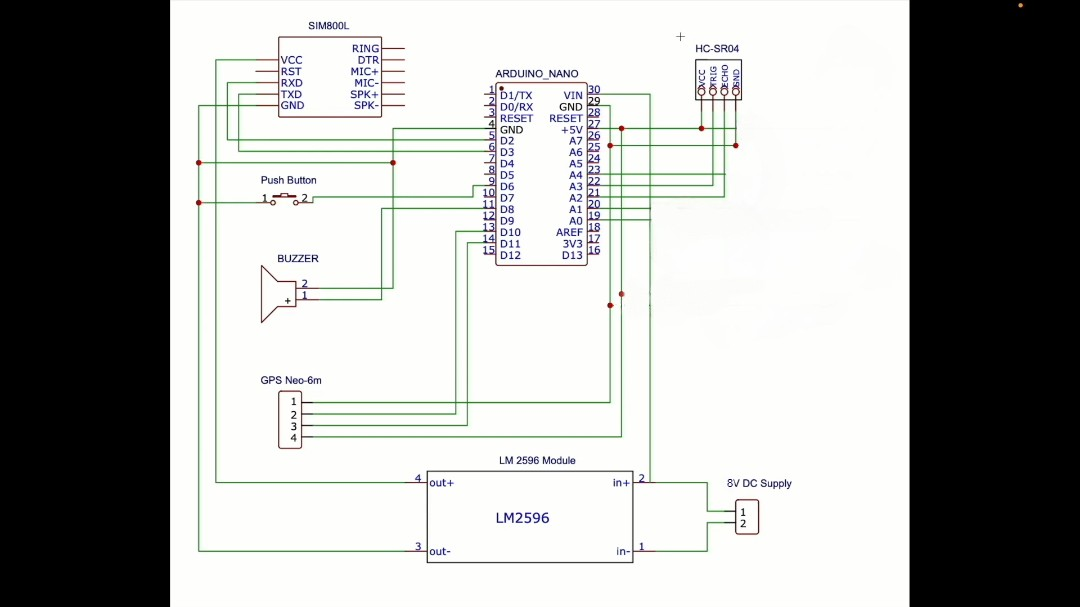 SIM800L
RING
VCC DTR
RST MIC+
RXD MIC-
TXD SPK+
GND SPK-
HC-SR04
VCC
TRIG
ECHO
GND
ARDUINO_NANO
1 D1/TX VIN 30
2 D0/RX GND 29
3 RESET RESET 28
4 GND +5V 27
5 D2 A7 26
6 D3 A6 25
7 D4 A5 24
8 D5 A4 23
9 D6 A3 22
10 D7 A2 21
11 D8 A1 20
12 D9 A0 19
13 D10 AREF 18
14 D11 3V3 17
15 D12 D13 16
Push Button
1 2
BUZZER
2
+ 1
GPS Neo-6m
1
2
3
4
LM 2596 Module
4 out+ in+ 2
LM2596
3 out- in- 1
8V DC Supply
1
2